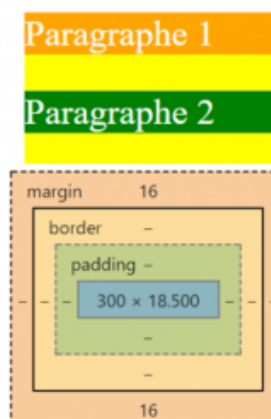 Paragraphe 1
Paragraphe 2
margin 16
border –
padding –
– – – 300 × 18.500 – – –
–
–
16